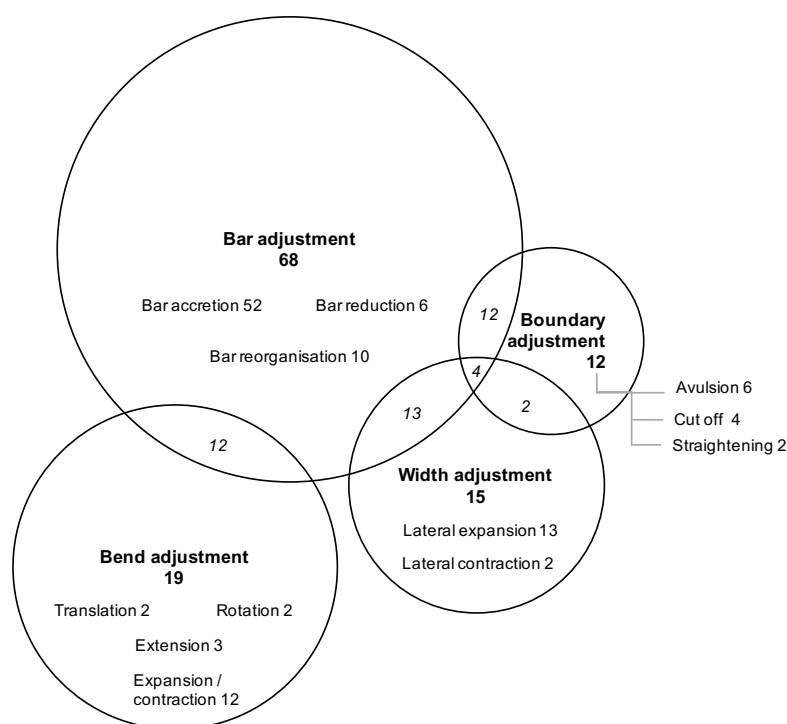 Bar adjustment
68
Bar accretion 52
Bar reduction 6
Bar reorganisation 10
12
Boundary
adjustment
12
4
Avulsion 6
Cut off 4
Straightening 2
2
13
12
Width adjustment
15
Lateral expansion 13
Lateral contraction 2
Bend adjustment
19
Translation 2
Rotation 2
Extension 3
Expansion /
contraction 12